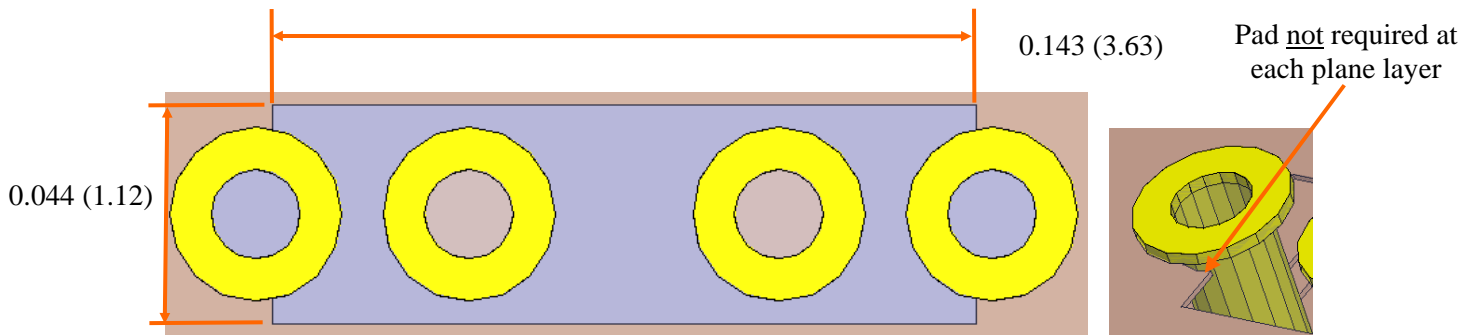 0.143 (3.63)
Pad not required at
each plane layer
0.044 (1.12)